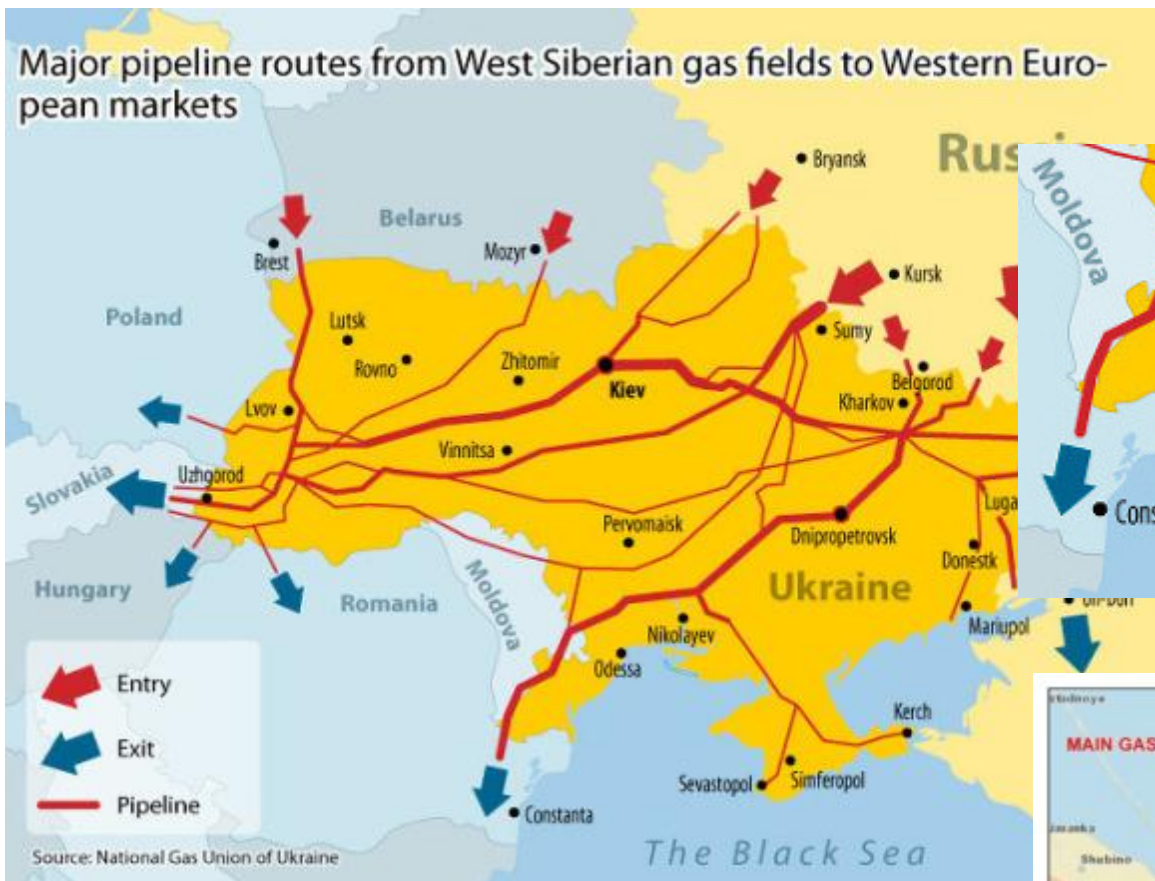 Major pipeline routes from West Siberian gas fields to Western Euro-
pean markets
Bryansk
Rus
Moldova
Belarus
Brest
Mozyr
Kursk
Poland
Lutsk
Rovno
Zhitomir
Kiev
Sumy
Belgorod
Kharkov
Lvov
Vinnitsa
Slovakia
Uzhgorod
Luga
Cons
Pervomaisk
Dnipropetrovsk
Donestk
Hungary
Romania
Moldova
Ukraine
Mariupol
Nikolayev
Odessa
Entry
Exit
Pipeline
Kerch
Sevastopol
Simferopol
Constanta
The Black Sea
Source: National Gas Union of Ukraine
MAIN GAS
Shubino